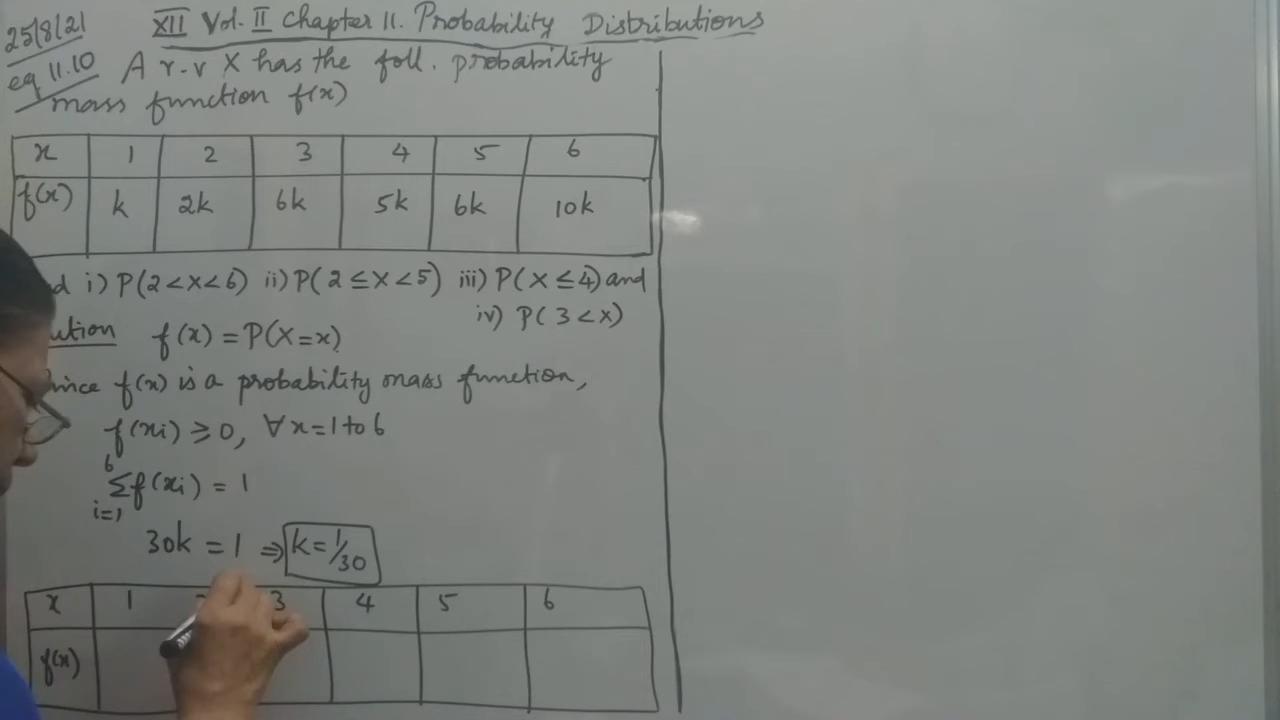 25/8/21
XII Vol. II Chapter 11. Probability Distributions
eg 11.10 A r.v X has the foll. probability
mass function f(x)
x 1 2 3 4 5 6
f(x) k 2k 6k 5k 6k 10k
i) P(2<X<6) ii) P(2≤X<5) iii) P(X≤4) and
iv) P(3<X)
f(x) = P(X=x)
f(x) is a probability mass function,
f(xi) ≥ 0, ∀ x=1 to 6
6
Σf(xi) = 1
i=1
30k = 1 ⇒ k = 1/30
x 1 3 4 5 6
f(x)